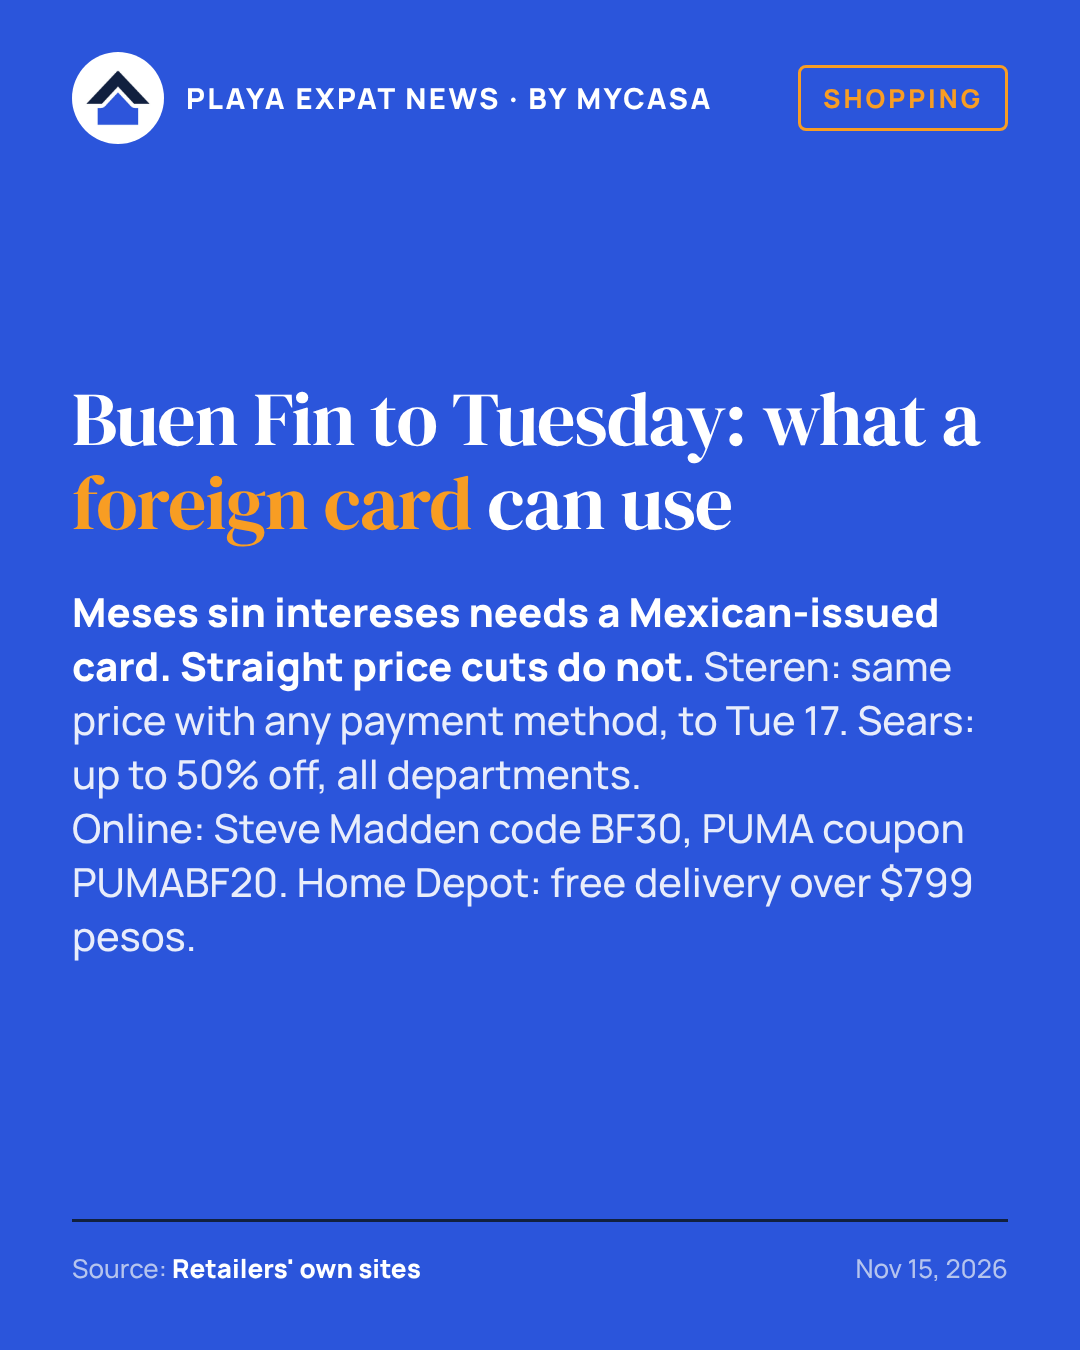 PLAYA EXPAT NEWS · BY MYCASA
SHOPPING
Buen Fin to Tuesday: what a
foreign card can use
Meses sin intereses needs a Mexican-issued
card. Straight price cuts do not. Steren: same
price with any payment method, to Tue 17. Sears:
up to 50% off, all departments.
Online: Steve Madden code BF30, PUMA coupon
PUMABF20. Home Depot: free delivery over $799
pesos.
Source: Retailers' own sites
Nov 15, 2026